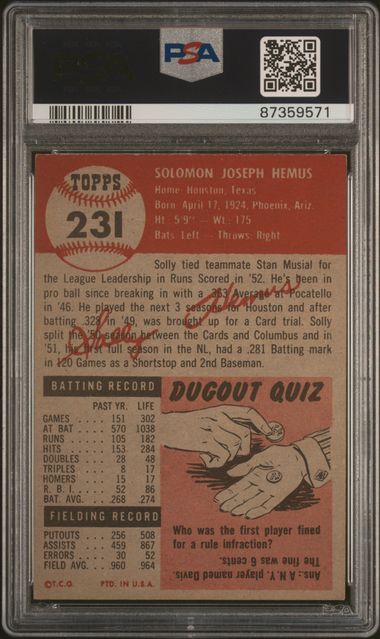 PSA
87359571
TOPPS
231
SOLOMON JOSEPH HEMUS
Home: Houston, Texas
Born: April 17, 1924, Phoenix, Ariz.
Ht: 5'9" — Wt: 175
Bats: Left — Throws: Right
Solly tied teammate Stan Musial for
the League Leadership in Runs Scored in '52. He's been in
pro ball since breaking in with a .363 Average at Pocatello
in '46. He played the next 3 seasons for Houston and after
batting .328 in '49, was brought up for a Card trial. Solly
split the '50 season between the Cards and Columbus and in
'51, his first full season in the NL, had a .281 Batting mark
in 120 Games as a Shortstop and 2nd Baseman.
Solly Hemus
BATTING RECORD
PAST YR. LIFE
GAMES 151 302
AT BAT 570 1038
RUNS 105 182
HITS 153 284
DOUBLES 28 48
TRIPLES 8 17
HOMERS 15 17
R. B. I. 52 86
BAT. AVG. .268 .274
FIELDING RECORD
PUTOUTS 256 508
ASSISTS 459 867
ERRORS 30 52
FIELD AVG. .960 .964
©T.C.G. PTD. IN U.S.A.
DUGOUT QUIZ
Who was the first player fined
for a rule infraction?
Ans.: A N.Y. player named Davis.
The fine was 6 cents.